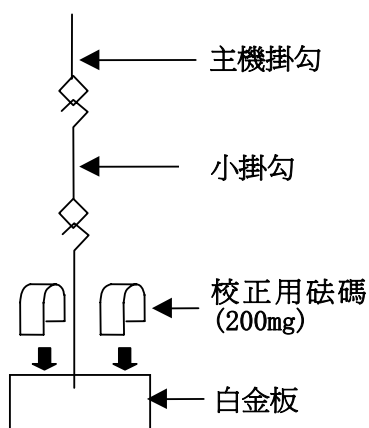 主機掛勾
小掛勾
校正用砝碼
(200mg)
白金板